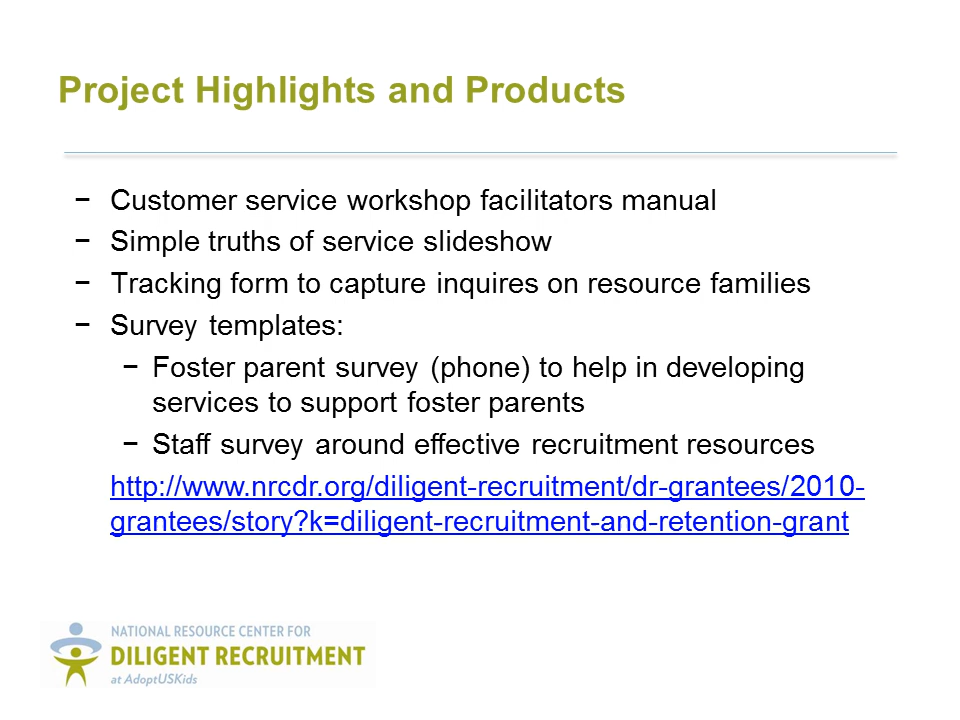 Project Highlights and Products
− Customer service workshop facilitators manual
− Simple truths of service slideshow
− Tracking form to capture inquires on resource families
− Survey templates:
− Foster parent survey (phone) to help in developing
services to support foster parents
− Staff survey around effective recruitment resources
http://www.nrcdr.org/diligent-recruitment/dr-grantees/2010-
grantees/story?k=diligent-recruitment-and-retention-grant
NATIONAL RESOURCE CENTER FOR
DILIGENT RECRUITMENT
at AdoptUSKids